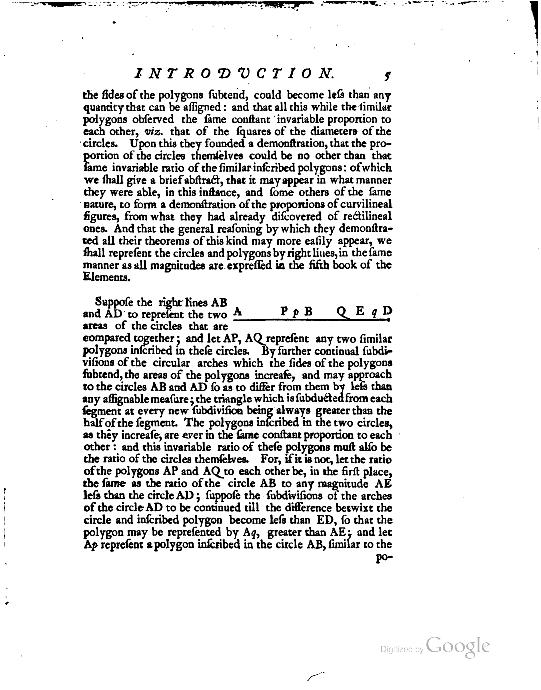 INTRODUCTION. 5
the ſides of the polygons ſubtend, could become leſs than any
quantity that can be aſſigned: and that all this while the ſimilar
polygons obſerved the ſame conſtant invariable proportion to
each other, viz. that of the ſquares of the diameters of the
circles. Upon this they founded a demonſtration, that the pro-
portion of the circles themſelves could be no other than that
ſame invariable ratio of the ſimilar inſcribed polygons: of which
we ſhall give a brief abſtract, that it may appear in what manner
they were able, in this inſtance, and ſome others of the ſame
nature, to form a demonſtration of the proportions of curvilineal
figures, from what they had already diſcovered of rectilineal
ones. And that the general reaſoning by which they demonſtra-
ted all their theorems of this kind may more eaſily appear, we
ſhall repreſent the circles and polygons by right lines, in the ſame
manner as all magnitudes are expreſſed in the fifth book of the
Elements.
Suppoſe the right lines AB
and AD to repreſent the two
areas of the circles that are
A P p B Q E q D
compared together; and let AP, AQ repreſent any two ſimilar
polygons inſcribed in theſe circles. By further continual ſubdi-
viſions of the circular arches which the ſides of the polygons
ſubtend, the areas of the polygons increaſe, and may approach
to the circles AB and AD ſo as to differ from them by leſs than
any aſſignable meaſure; the triangle which is ſubducted from each
ſegment at every new ſubdiviſion being always greater than the
half of the ſegment. The polygons inſcribed in the two circles,
as they increaſe, are ever in the ſame conſtant proportion to each
other: and this invariable ratio of theſe polygons muſt alſo be
the ratio of the circles themſelves. For, if it is not, let the ratio
of the polygons AP and AQ to each other be, in the firſt place,
the ſame as the ratio of the circle AB to any magnitude AE
leſs than the circle AD; ſuppoſe the ſubdiviſions of the arches
of the circle AD to be continued till the difference betwixt the
circle and inſcribed polygon become leſs than ED, ſo that the
polygon may be repreſented by Aq, greater than AE; and let
Ap repreſent a polygon inſcribed in the circle AB, ſimilar to the
po-
Digitized by Google